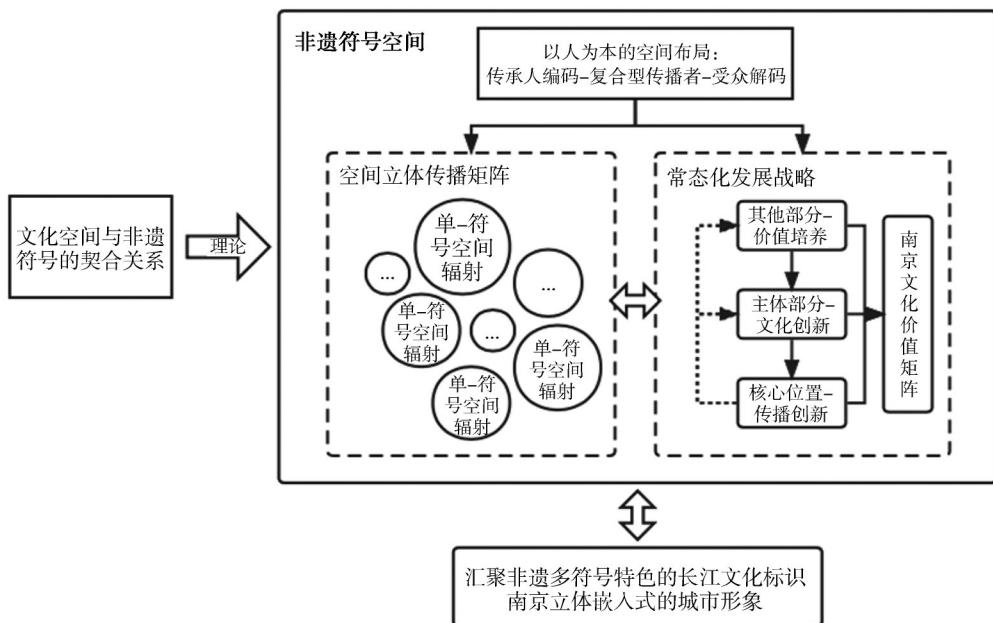 非遗符号空间
以人为本的空间布局：
传承人编码-复合型传播者-受众解码
文化空间与非遗
符号的契合关系
理论
空间立体传播矩阵
单-符
号空间
辐射
...
...
单-符
号空间
辐射
...
单-符
号空间
辐射
单-符
号空间
辐射
常态化发展战略
其他部分-
价值培养
主体部分-
文化创新
核心位置-
传播创新
南京文化价值矩阵
汇聚非遗多符号特色的长江文化标识
南京立体嵌入式的城市形象